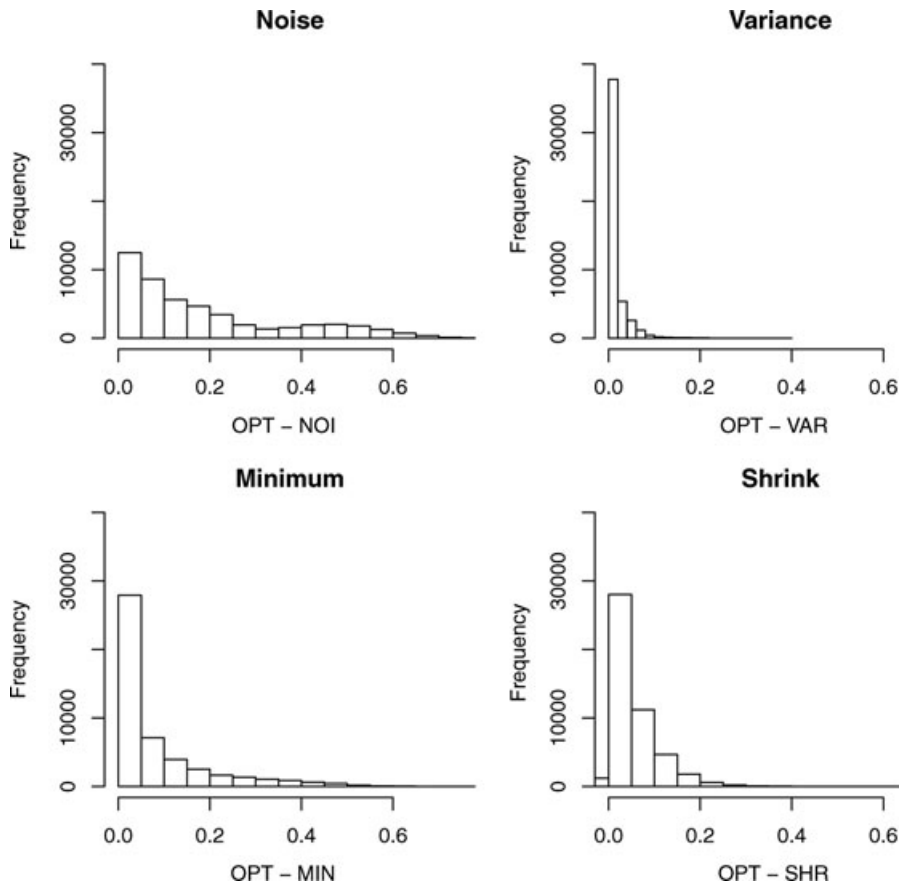 Noise
Frequency
0 10000 30000
0.0 0.2 0.4 0.6
OPT – NOI
Variance
Frequency
0 10000 30000
0.0 0.2 0.4 0.6
OPT – VAR
Minimum
Frequency
0 10000 30000
0.0 0.2 0.4 0.6
OPT – MIN
Shrink
Frequency
0 10000 30000
0.0 0.2 0.4 0.6
OPT – SHR